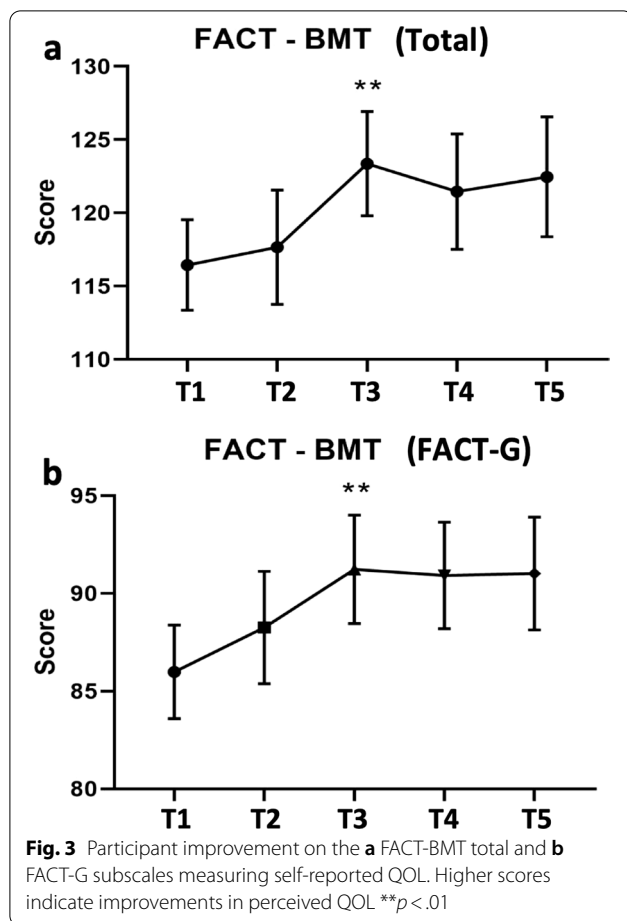 a FACT - BMT (Total)
130
**
125
120
115
110
Score
T1 T2 T3 T4 T5
b FACT - BMT (FACT-G)
95
**
90
85
80
Score
T1 T2 T3 T4 T5
Fig. 3 Participant improvement on the a FACT-BMT total and b
FACT-G subscales measuring self-reported QOL. Higher scores
indicate improvements in perceived QOL **p < .01